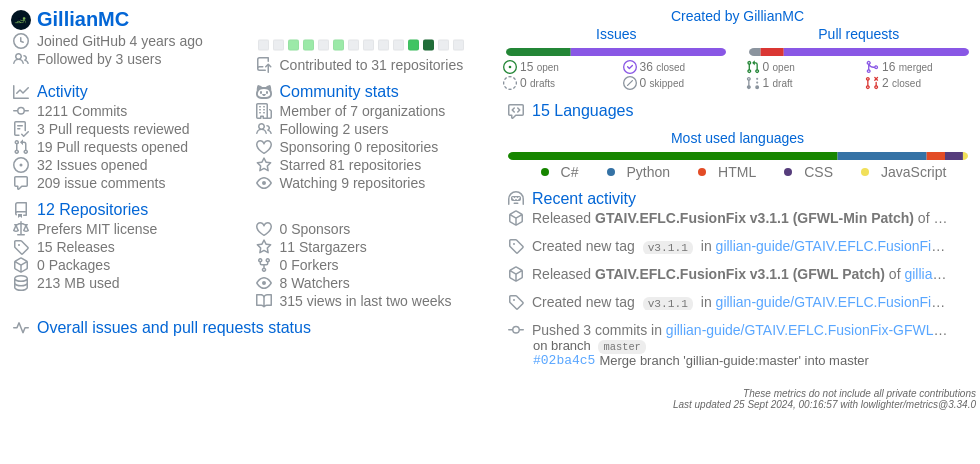 GillianMC
Joined GitHub 4 years ago
Followed by 3 users
Contributed to 31 repositories
Activity
1211 Commits
3 Pull requests reviewed
19 Pull requests opened
32 Issues opened
209 issue comments
Community stats
Member of 7 organizations
Following 2 users
Sponsoring 0 repositories
Starred 81 repositories
Watching 9 repositories
12 Repositories
Prefers MIT license
15 Releases
0 Packages
213 MB used
0 Sponsors
11 Stargazers
0 Forkers
8 Watchers
315 views in last two weeks
Overall issues and pull requests status
Created by GillianMC
Issues
15 open
36 closed
0 drafts
0 skipped
Pull requests
0 open
16 merged
1 draft
2 closed
15 Languages
Most used languages
C# Python HTML CSS JavaScript
Recent activity
Released GTAIV.EFLC.FusionFix v3.1.1 (GFWL-Min Patch) of …
Created new tag v3.1.1 in gillian-guide/GTAIV.EFLC.FusionFi…
Released GTAIV.EFLC.FusionFix v3.1.1 (GFWL Patch) of gillia…
Created new tag v3.1.1 in gillian-guide/GTAIV.EFLC.FusionFi…
Pushed 3 commits in gillian-guide/GTAIV.EFLC.FusionFix-GFWL…
on branch master
#02ba4c5 Merge branch 'gillian-guide:master' into master
These metrics do not include all private contributions
Last updated 25 Sept 2024, 00:16:57 with lowlighter/metrics@3.34.0